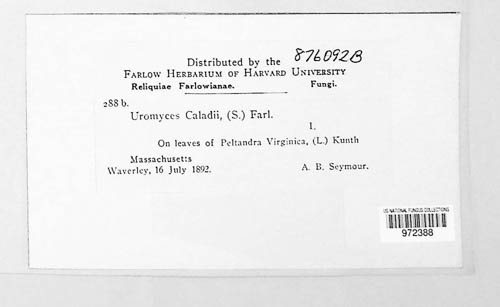 Distributed by the 876092B
FARLOW HERBARIUM OF HARVARD UNIVERSITY
Reliquiae Farlowianae. Fungi.
288 b.
Uromyces Caladii, (S.) Farl.
I.
On leaves of Peltandra Virginica, (L.) Kunth
Massachusetts
Waverley, 16 July 1892. A. B. Seymour.
US NATIONAL FUNGUS COLLECTIONS
972388